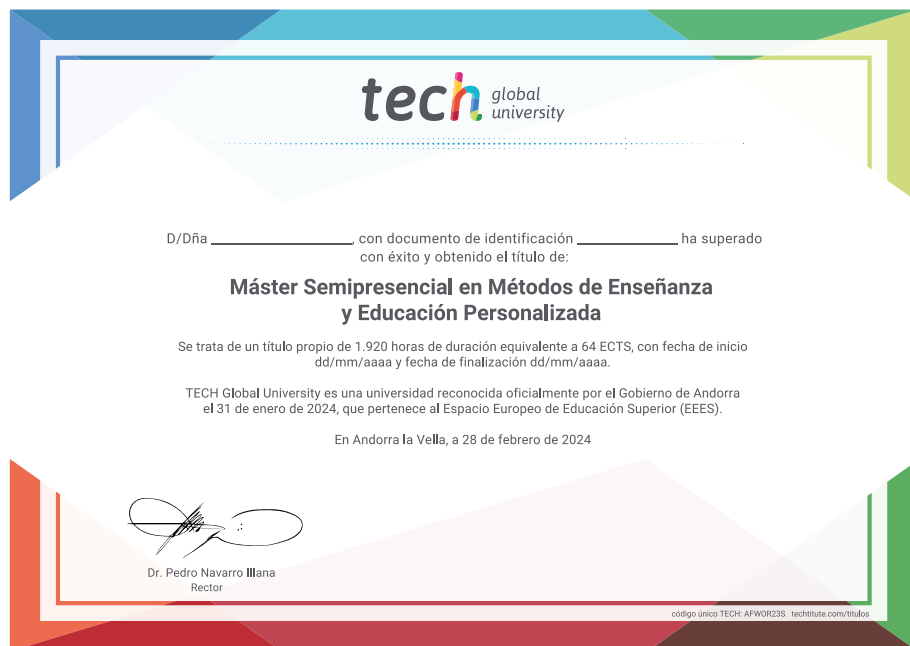 tech global
university
D/Dña ________________, con documento de identificación ____________ ha superado
con éxito y obtenido el título de:
Máster Semipresencial en Métodos de Enseñanza
y Educación Personalizada
Se trata de un título propio de 1.920 horas de duración equivalente a 64 ECTS, con fecha de inicio
dd/mm/aaaa y fecha de finalización dd/mm/aaaa.
TECH Global University es una universidad reconocida oficialmente por el Gobierno de Andorra
el 31 de enero de 2024, que pertenece al Espacio Europeo de Educación Superior (EEES).
En Andorra la Vella, a 28 de febrero de 2024
Dr. Pedro Navarro Illana
Rector
código único TECH: AFWOR23S techtitute.com/titulos